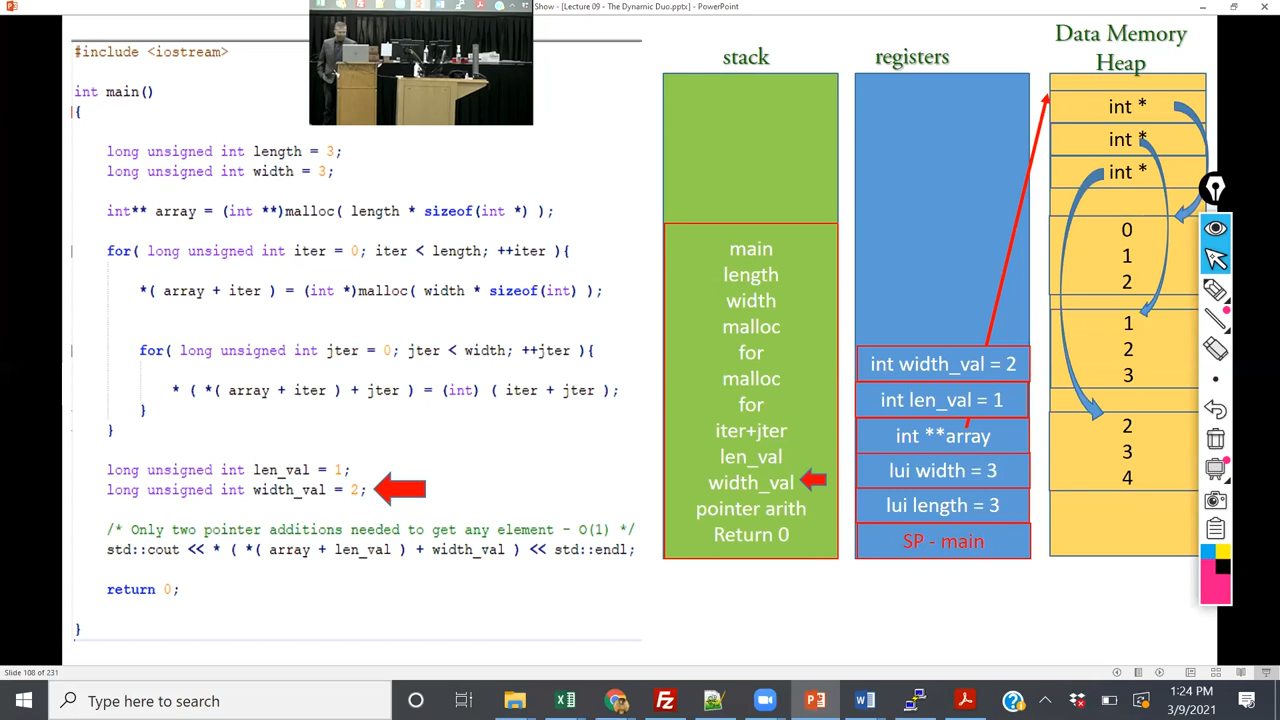 Show - [Lecture 09 - The Dynamic Duo.pptx] - PowerPoint
#include <iostream>
int main()
{
long unsigned int length = 3;
long unsigned int width = 3;
int** array = (int **)malloc( length * sizeof(int *) );
for( long unsigned int iter = 0; iter < length; ++iter ){
*( array + iter ) = (int *)malloc( width * sizeof(int) );
for( long unsigned int jter = 0; jter < width; ++jter ){
* ( *( array + iter ) + jter ) = (int) ( iter + jter );
}
}
long unsigned int len_val = 1;
long unsigned int width_val = 2;
/* Only two pointer additions needed to get any element - O(1) */
std::cout << * ( *( array + len_val ) + width_val ) << std::endl;
return 0;
}
stack
main
length
width
malloc
for
malloc
for
iter+jter
len_val
width_val
pointer arith
Return 0
registers
int width_val = 2
int len_val = 1
int **array
lui width = 3
lui length = 3
SP - main
Data Memory
Heap
int *
int *
int *
0
1
2
1
2
3
2
3
4
Slide 108 of 231
Type here to search
1:24 PM
3/9/2021